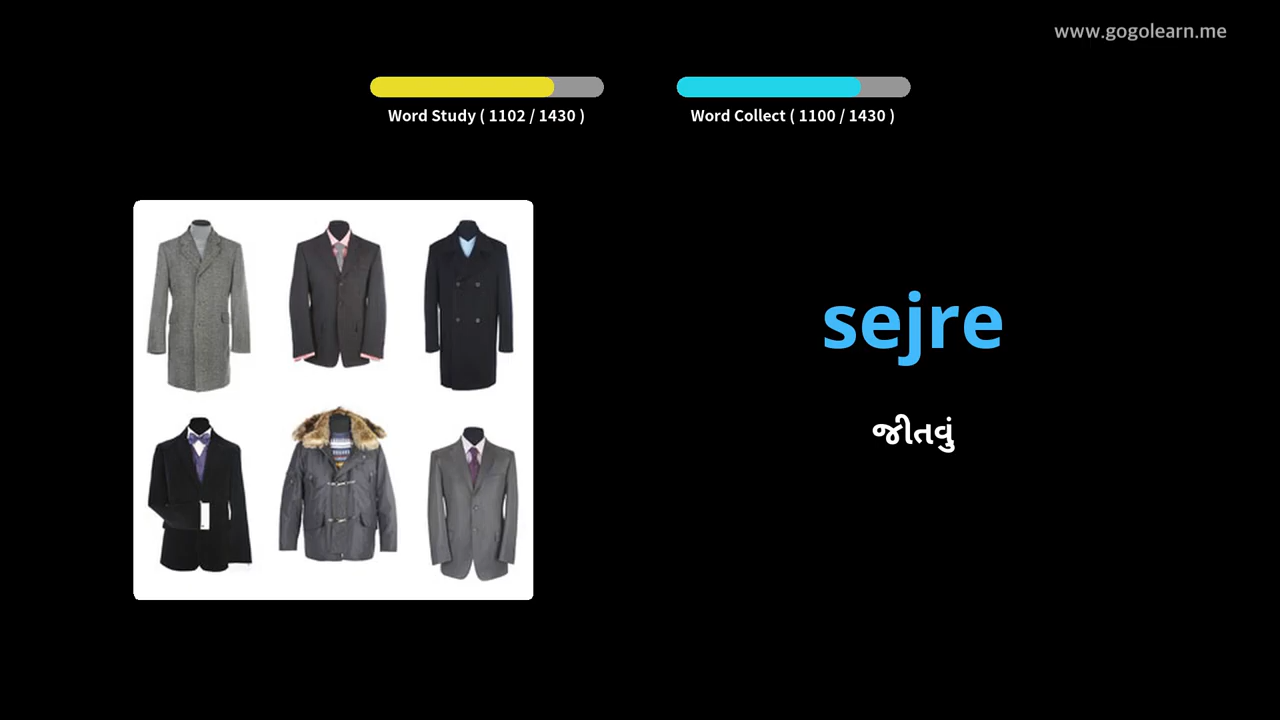 www.gogolearn.me
Word Study ( 1102 / 1430 )
Word Collect ( 1100 / 1430 )
sejre
જીતવું